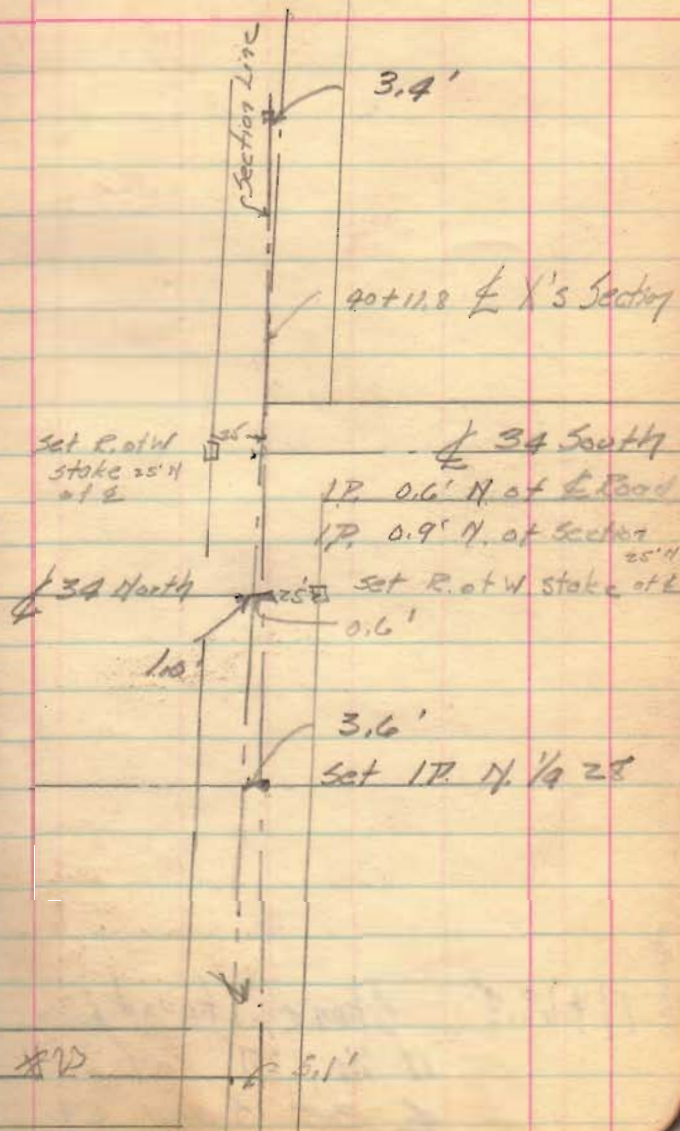 Section Line
3.4'
40+11.8 ℄ X's Section
25
set R. of W
stake 25' N
of ℄
℄ 34 South
I.P. 0.6' N. of ℄ Road
I.P. 0.9' N. of Section
25' N
℄ 34 North
25'
set R. of W stake of ℄
0.6'
1.0'
3.6'
Set I.P. N. 1/4 28
℄
5.1'